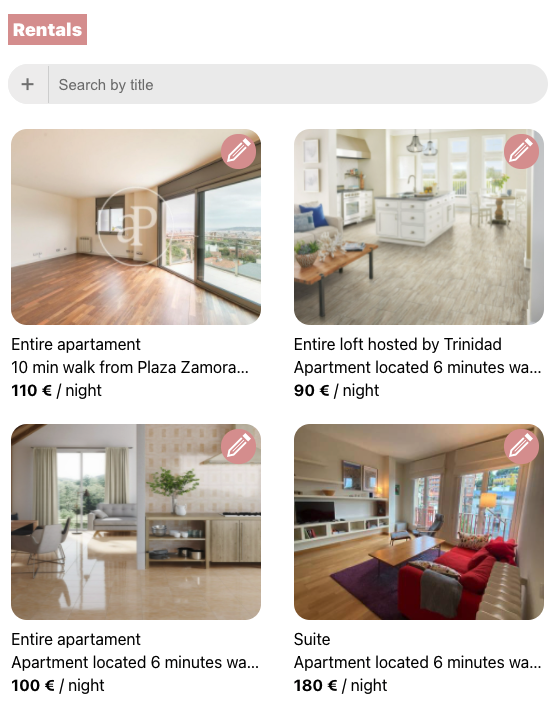 Rentals
+ Search by title
aP
Entire apartament
10 min walk from Plaza Zamora...
110 € / night
Entire loft hosted by Trinidad
Apartment located 6 minutes wa...
90 € / night
Entire apartament
Apartment located 6 minutes wa...
100 € / night
Suite
Apartment located 6 minutes wa...
180 € / night